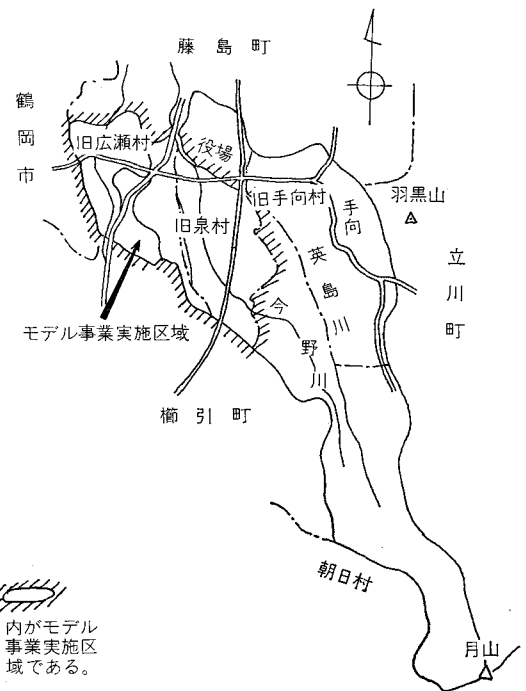 藤島町
鶴岡市
旧広瀬村
役場
旧手向村
手向
羽黒山
旧泉村
英島川
立川町
今野川
モデル事業実施区域
櫛引町
朝日村
月山
内がモデル
事業実施区
域である。